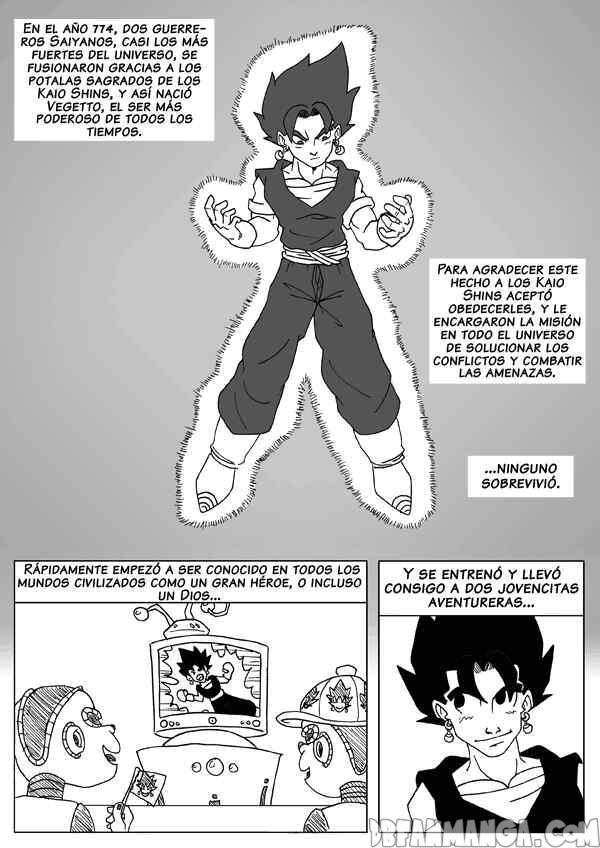 EN EL AÑO 774, DOS GUERRE-
ROS SAIYANOS, CASI LOS MÁS
FUERTES DEL UNIVERSO, SE
FUSIONARON GRACIAS A LOS
POTALAS SAGRADOS DE LOS
KAIO SHINS, Y ASÍ NACIÓ
VEGETTO, EL SER MÁS
PODEROSO DE TODOS LOS
TIEMPOS.
PARA AGRADECER ESTE
HECHO A LOS KAIO
SHINS ACEPTÓ
OBEDECERLES, Y LE
ENCARGARON LA MISIÓN
EN TODO EL UNIVERSO
DE SOLUCIONAR LOS
CONFLICTOS Y COMBATIR
LAS AMENAZAS.
...NINGUNO
SOBREVIVIÓ.
RÁPIDAMENTE EMPEZÓ A SER CONOCIDO EN TODOS LOS
MUNDOS CIVILIZADOS COMO UN GRAN HÉROE, O INCLUSO
UN DIOS...
Y SE ENTRENÓ Y LLEVÓ
CONSIGO A DOS JOVENCITAS
AVENTURERAS...
DBFANMANGA.COM